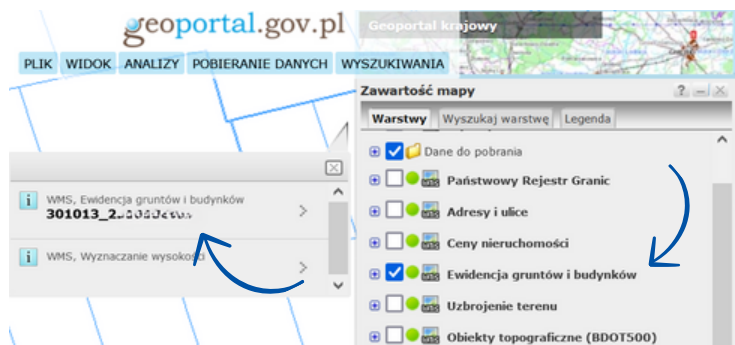 geoportal.gov.pl
Geoportal krajowy
PLIK WIDOK ANALIZY POBIERANIE DANYCH WYSZUKIWANIA
Zawartość mapy
? – ×
Warstwy Wyszukaj warstwę Legenda
Dane do pobrania
Państwowy Rejestr Granic
Adresy i ulice
Ceny nieruchomości
Ewidencja gruntów i budynków
Uzbrojenie terenu
Obiekty topograficzne (BDOT500)
WMS, Ewidencja gruntów i budynków
301013_2.
WMS, Wyznaczanie wysokości